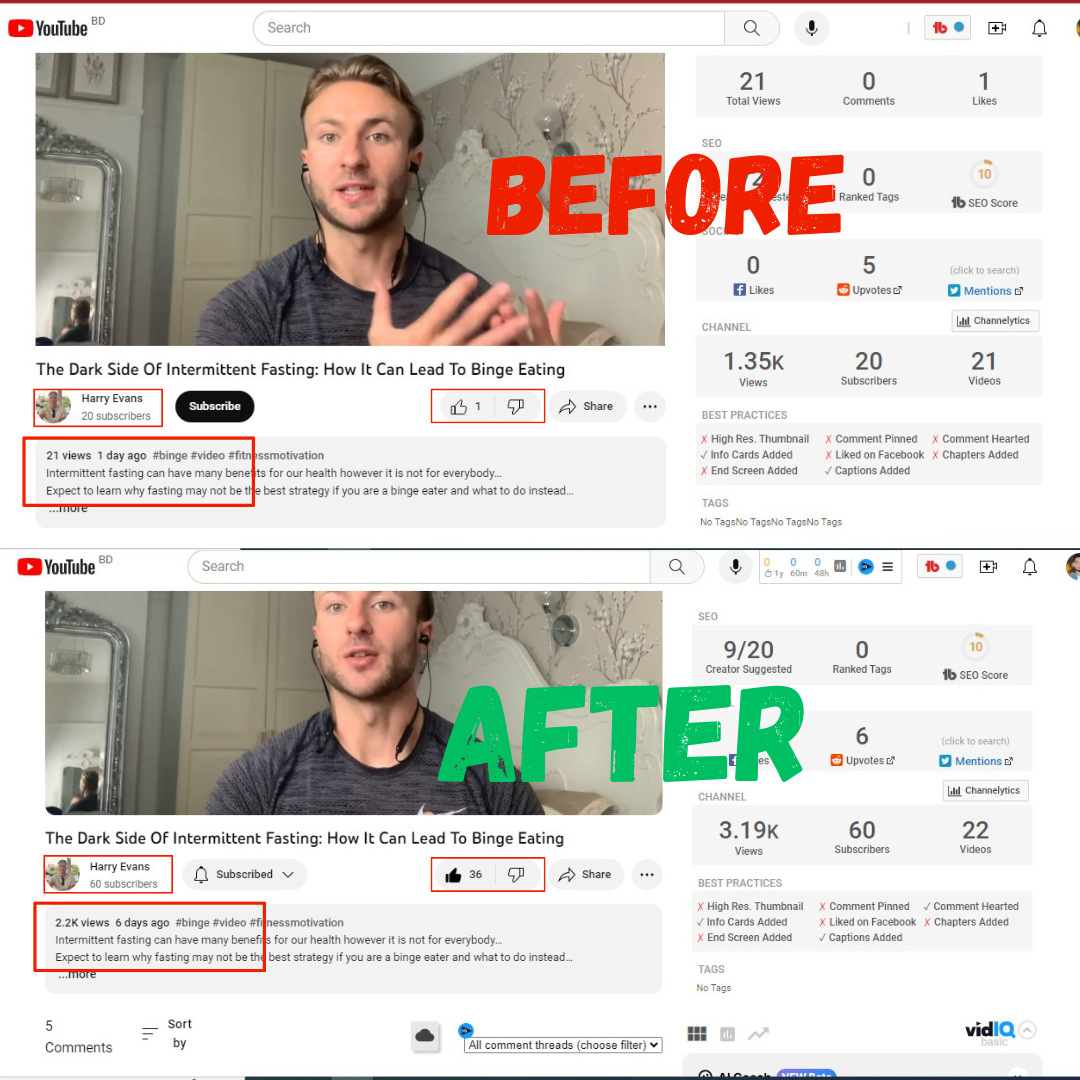 YouTube BD
Search
21 0 1
Total Views Comments Likes
SEO
0 10
Ranked Tags SEO Score
BEFORE
0 5 (click to search)
Likes Upvotes Mentions
CHANNEL Channelytics
1.35K 20 21
Views Subscribers Videos
The Dark Side Of Intermittent Fasting: How It Can Lead To Binge Eating
Harry Evans
20 subscribers
Subscribe
1
Share
21 views 1 day ago #binge #video #fitnessmotivation
Intermittent fasting can have many benefits for our health however it is not for everybody...
Expect to learn why fasting may not be the best strategy if you are a binge eater and what to do instead...
...more
BEST PRACTICES
✗ High Res. Thumbnail ✗ Comment Pinned ✗ Comment Hearted
✓ Info Cards Added ✗ Liked on Facebook ✗ Chapters Added
✗ End Screen Added ✓ Captions Added
TAGS
No TagsNo TagsNo TagsNo Tags
YouTube BD
Search
0 0 0
1y 60m 48h
SEO
9/20 0 10
Creator Suggested Ranked Tags SEO Score
AFTER
6 (click to search)
Upvotes Mentions
CHANNEL Channelytics
3.19K 60 22
Views Subscribers Videos
The Dark Side Of Intermittent Fasting: How It Can Lead To Binge Eating
Harry Evans
60 subscribers
Subscribed
36
Share
2.2K views 6 days ago #binge #video #fitnessmotivation
Intermittent fasting can have many benefits for our health however it is not for everybody...
Expect to learn why fasting may not be the best strategy if you are a binge eater and what to do instead...
...more
BEST PRACTICES
✗ High Res. Thumbnail ✗ Comment Pinned ✓ Comment Hearted
✓ Info Cards Added ✗ Liked on Facebook ✗ Chapters Added
✗ End Screen Added ✓ Captions Added
TAGS
No Tags
5
Comments
Sort
by
All comment threads (choose filter)
vidIQ
basic
AI Coach